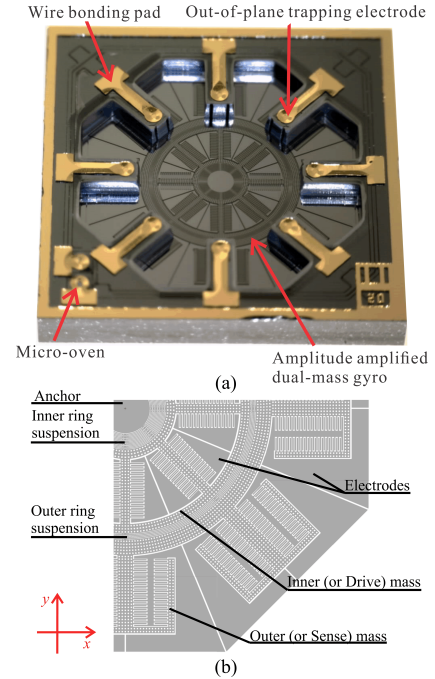 Wire bonding pad
Out-of-plane trapping electrode
20
Micro-oven
Amplitude amplified
dual-mass gyro
(a)
Anchor
Inner ring
suspension
Electrodes
Outer ring
suspension
Inner (or Drive) mass
y
x
Outer (or Sense) mass
(b)